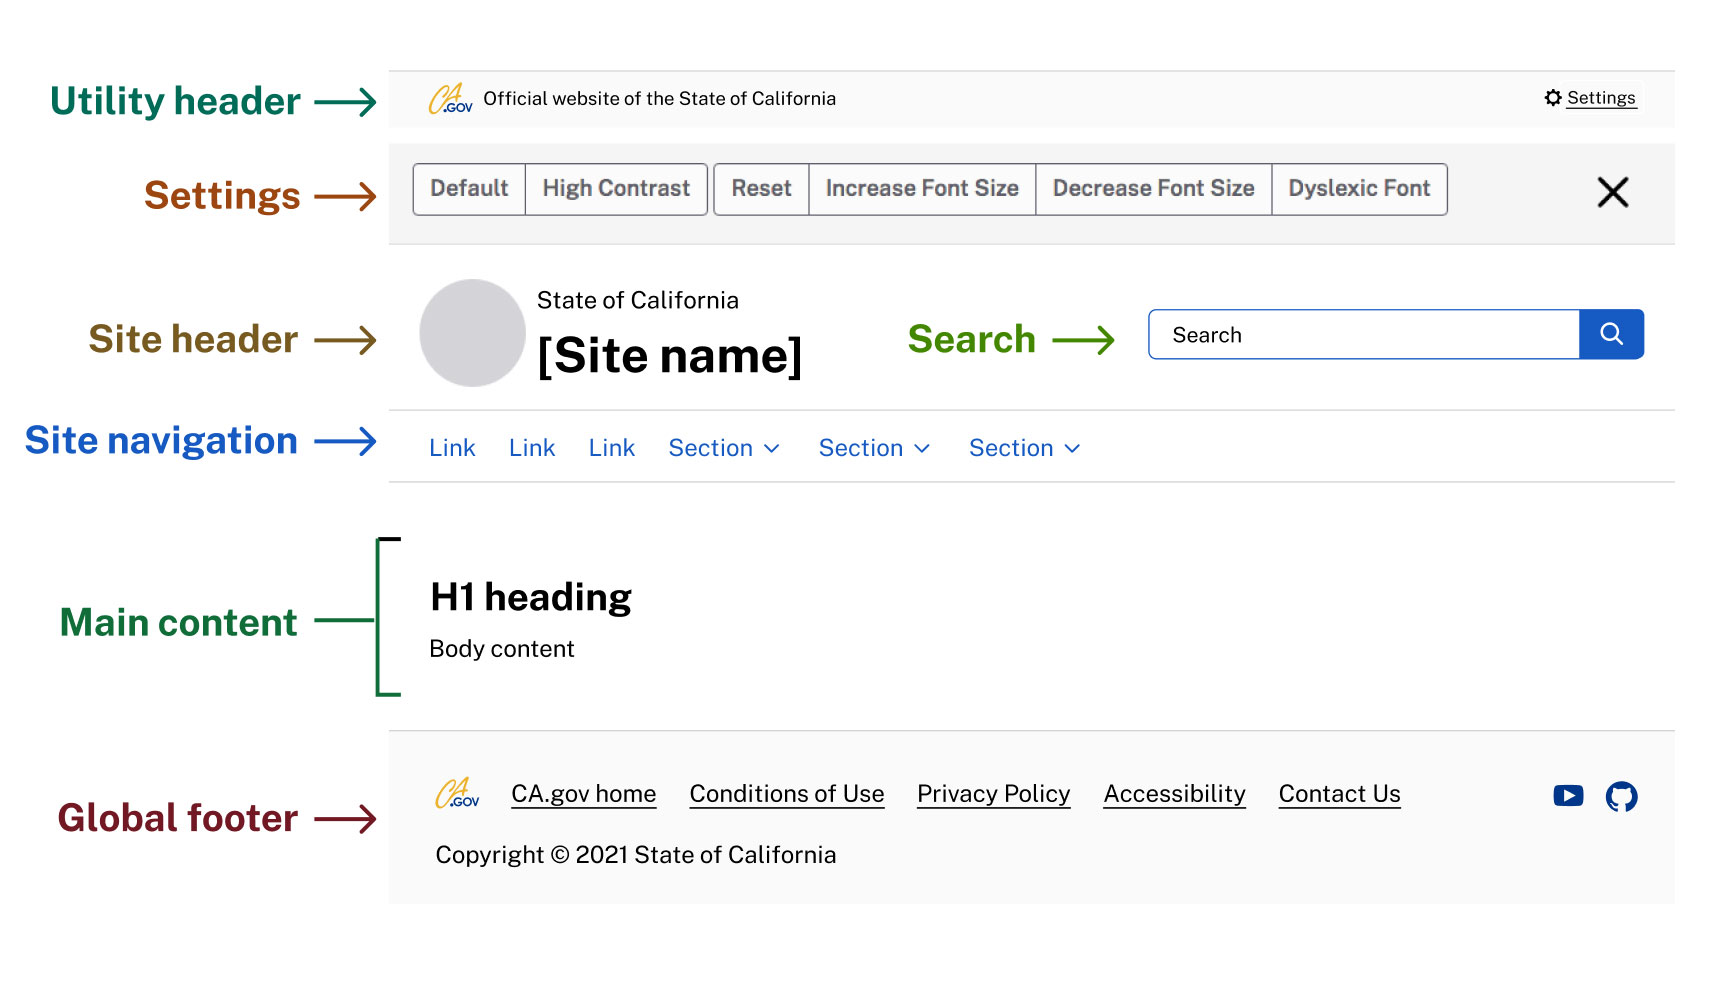 Utility header
CA.GOV Official website of the State of California Settings
Settings
Default High Contrast Reset Increase Font Size Decrease Font Size Dyslexic Font
Site header
State of California
[Site name]
Search
Search
Site navigation
Link Link Link Section Section Section
Main content
H1 heading
Body content
Global footer
CA.GOV CA.gov home Conditions of Use Privacy Policy Accessibility Contact Us
Copyright © 2021 State of California